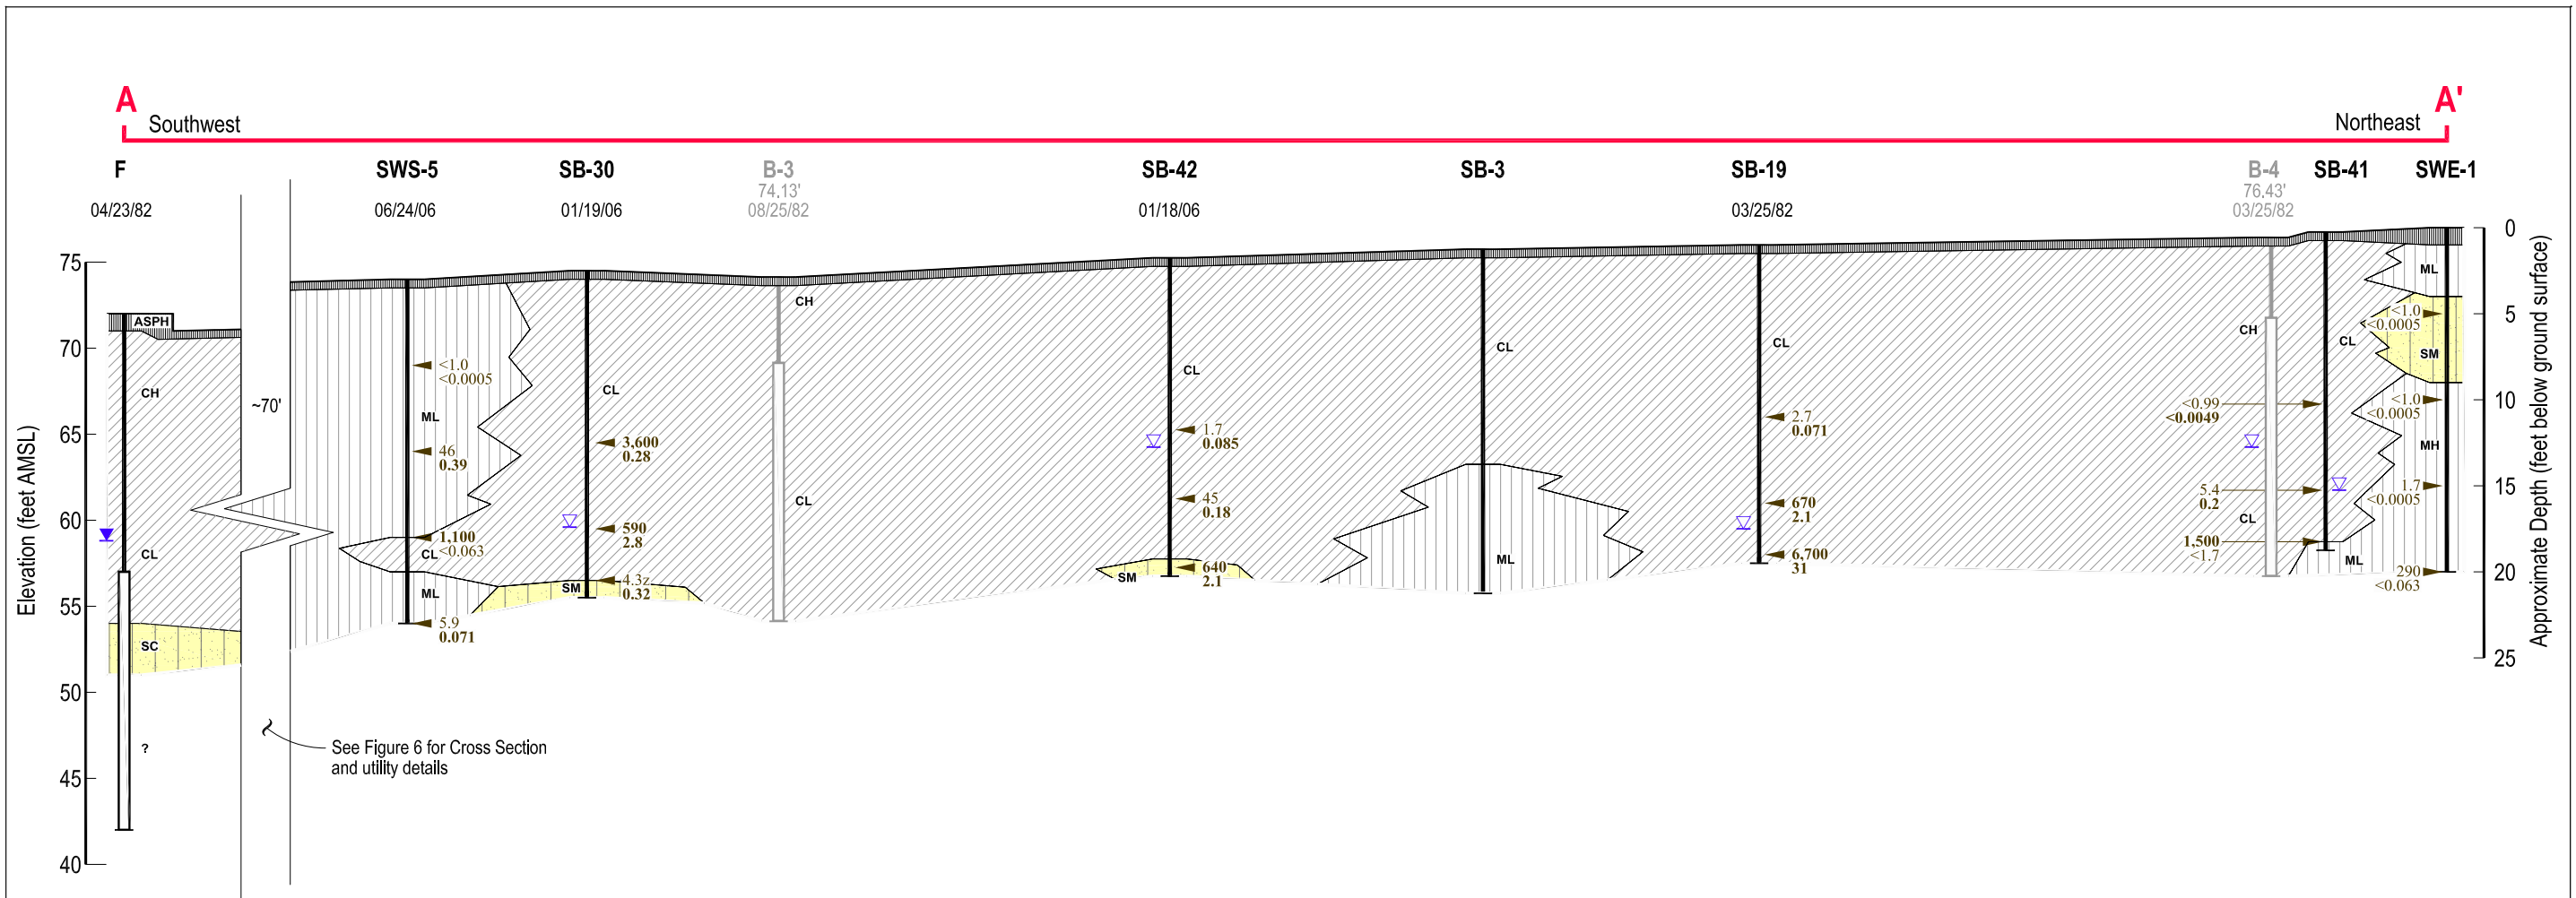 A
A'
Southwest
Northeast
F
SWS-5
SB-30
B-3
SB-42
SB-3
SB-19
B-4
SB-41
SWE-1
74.13'
76.43'
04/23/82
06/24/06
01/19/06
08/25/82
01/18/06
03/25/82
03/25/82
Elevation (feet AMSL)
75
70
65
60
55
50
45
40
ASPH
CH
CL
SC
?
~70'
See Figure 6 for Cross Section
and utility details
<1.0
<0.0005
ML
46
0.39
1,100
<0.063
CL
ML
5.9
0.071
CL
3,600
0.28
590
2.8
SM
4.3z
0.32
CH
CL
CL
1.7
0.085
45
0.18
SM
640
2.1
CL
ML
CL
2.7
0.071
670
2.1
6,700
31
CH
CL
<0.99
<0.0049
5.4
0.2
1,500
<1.7
CL
ML
ML
<1.0
<0.0005
SM
<1.0
<0.0005
MH
1.7
<0.0005
290
<0.063
0
5
10
15
20
25
Approximate Depth (feet below ground surface)